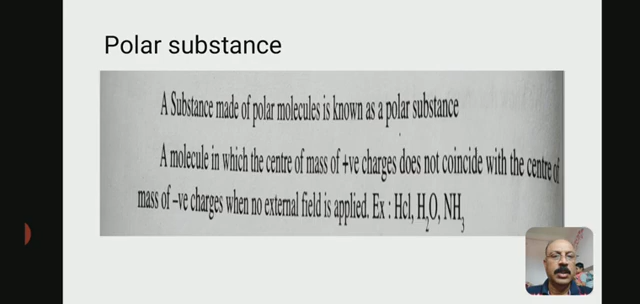 Polar substance
A Substance made of polar molecules is known as a polar substance
A molecule in which the centre of mass of +ve charges does not coincide with the centre of
mass of –ve charges when no external field is applied. Ex : Hcl, H₂O, NH₃